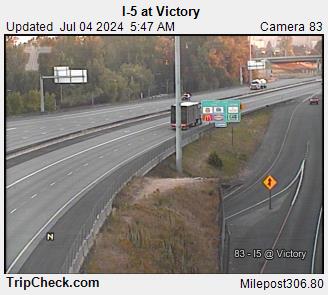 I-5 at Victory
Updated Jul 04 2024 5:47 AM
Camera 83
N
83 - I5 @ Victory
TripCheck.com
Milepost306.80